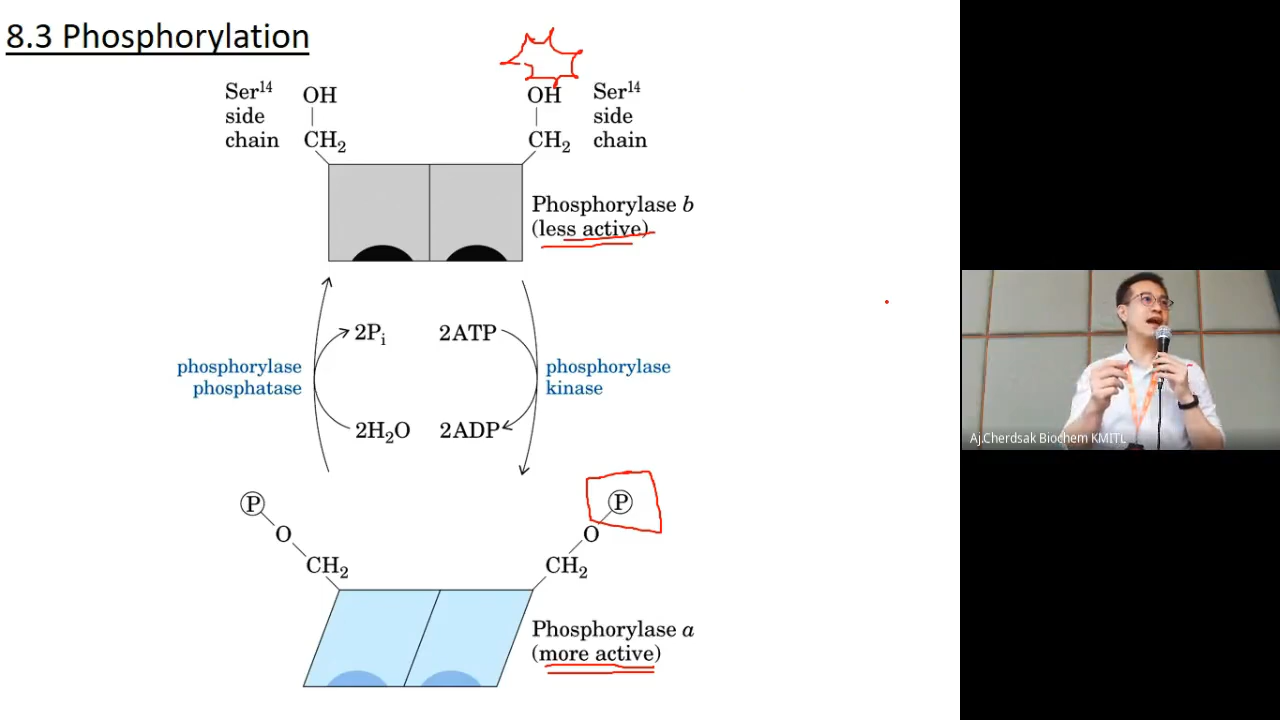 8.3 Phosphorylation
Ser¹⁴
side
chain
OH
CH₂
OH
CH₂
Ser¹⁴
side
chain
Phosphorylase b
(less active)
2Pᵢ
2ATP
phosphorylase
phosphatase
phosphorylase
kinase
2H₂O
2ADP
P
O
CH₂
P
O
CH₂
Phosphorylase a
(more active)
Aj.Cherdsak Biochem KMITL